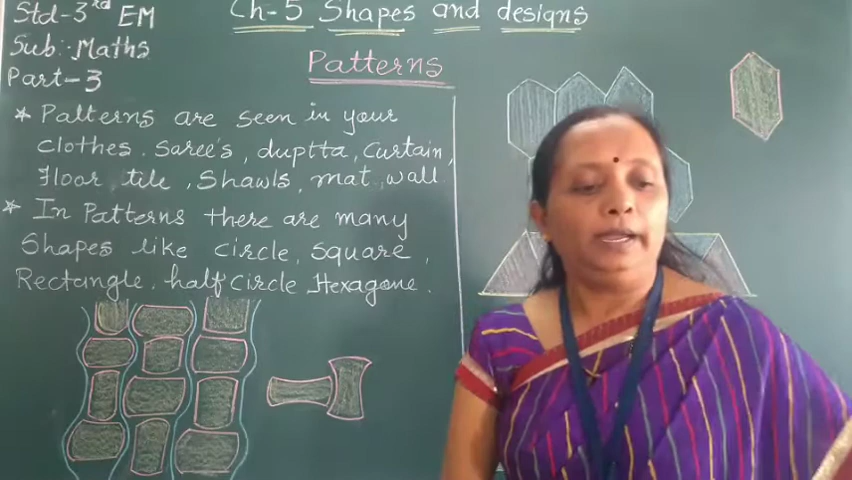 Std-3rd EM
Ch-5 Shapes and designs
Sub:- Maths
Part-3
Patterns
* Patterns are seen in your
clothes. Saree's, duptta, curtain,
Floor tile, Shawls, mat, wall
* In Patterns there are many
Shapes like circle, square,
Rectangle, half circle, Hexagone.